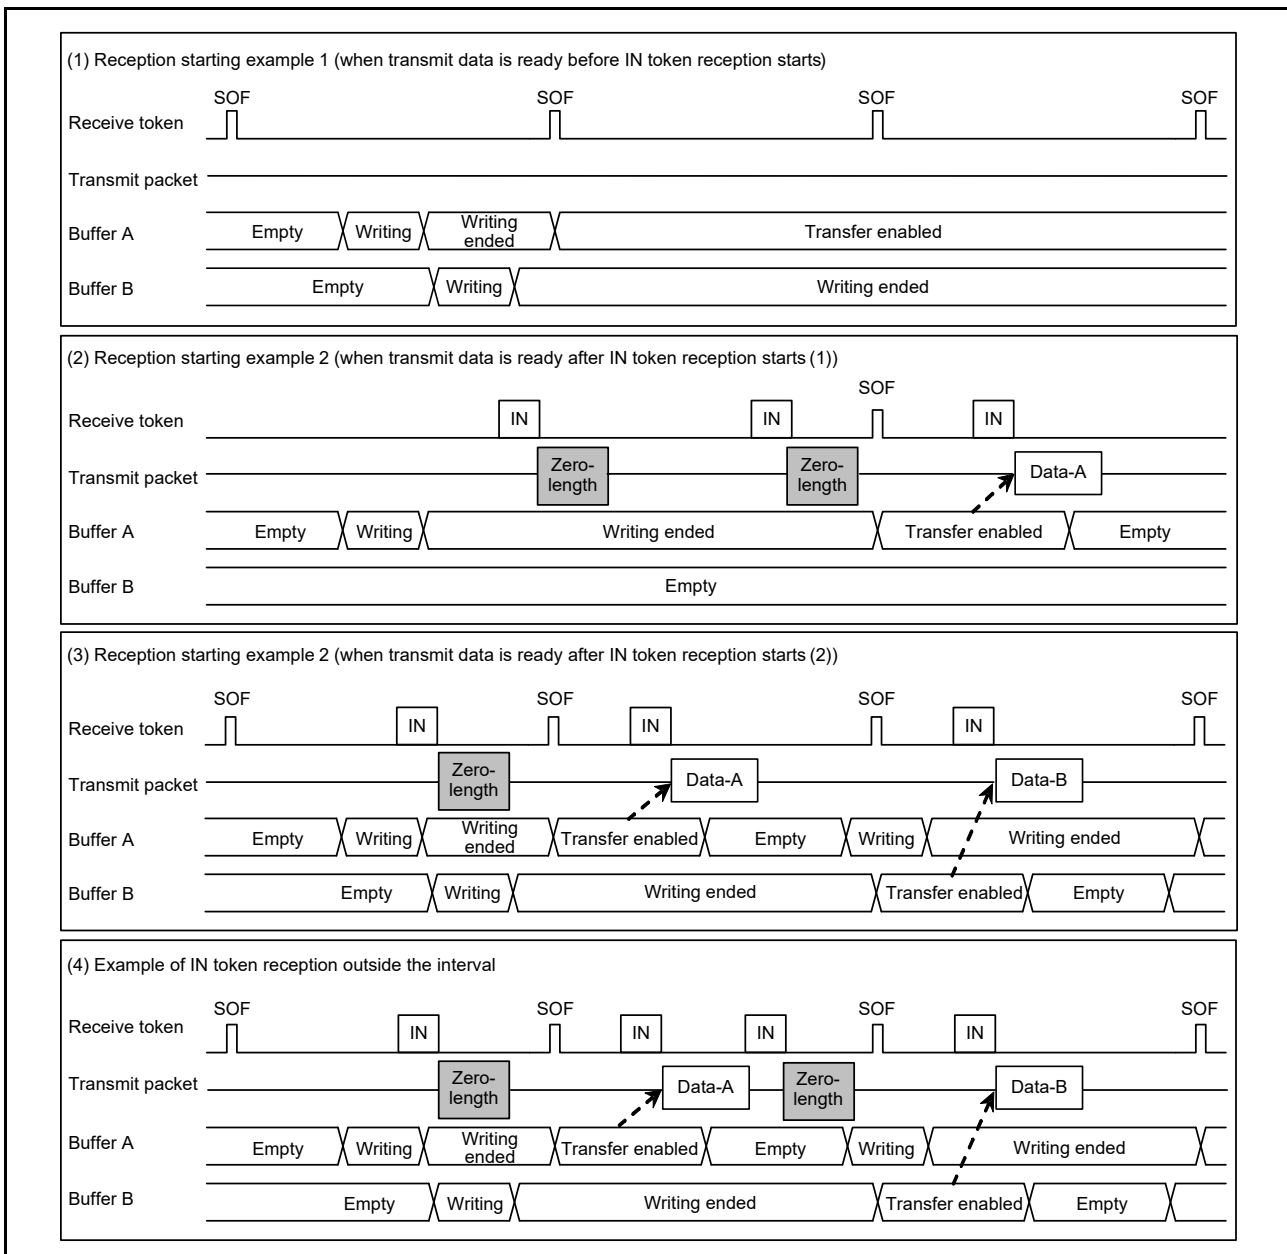 (1) Reception starting example 1 (when transmit data is ready before IN token reception starts)
SOF SOF SOF SOF
Receive token
Transmit packet
Buffer A Empty Writing Writing ended Transfer enabled
Buffer B Empty Writing Writing ended
(2) Reception starting example 2 (when transmit data is ready after IN token reception starts (1))
SOF
Receive token IN IN IN
Transmit packet Zero-length Zero-length Data-A
Buffer A Empty Writing Writing ended Transfer enabled Empty
Buffer B Empty
(3) Reception starting example 2 (when transmit data is ready after IN token reception starts (2))
SOF SOF SOF SOF
Receive token IN IN IN
Transmit packet Zero-length Data-A Data-B
Buffer A Empty Writing Writing ended Transfer enabled Empty Writing Writing ended
Buffer B Empty Writing Writing ended Transfer enabled Empty
(4) Example of IN token reception outside the interval
SOF SOF SOF SOF
Receive token IN IN IN IN
Transmit packet Zero-length Data-A Zero-length Data-B
Buffer A Empty Writing Writing ended Transfer enabled Empty Writing Writing ended
Buffer B Empty Writing Writing ended Transfer enabled Empty